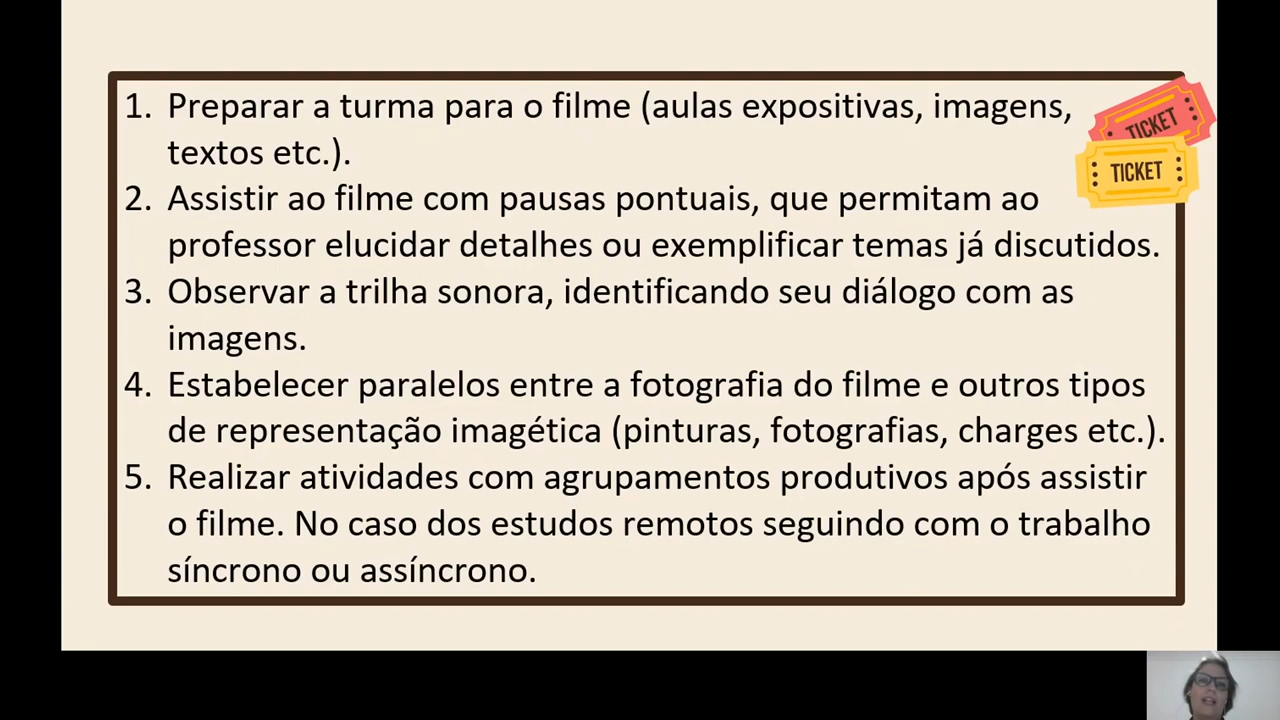 1. Preparar a turma para o filme (aulas expositivas, imagens,
textos etc.).
TICKET
TICKET
2. Assistir ao filme com pausas pontuais, que permitam ao
professor elucidar detalhes ou exemplificar temas já discutidos.
3. Observar a trilha sonora, identificando seu diálogo com as
imagens.
4. Estabelecer paralelos entre a fotografia do filme e outros tipos
de representação imagética (pinturas, fotografias, charges etc.).
5. Realizar atividades com agrupamentos produtivos após assistir
o filme. No caso dos estudos remotos seguindo com o trabalho
síncrono ou assíncrono.